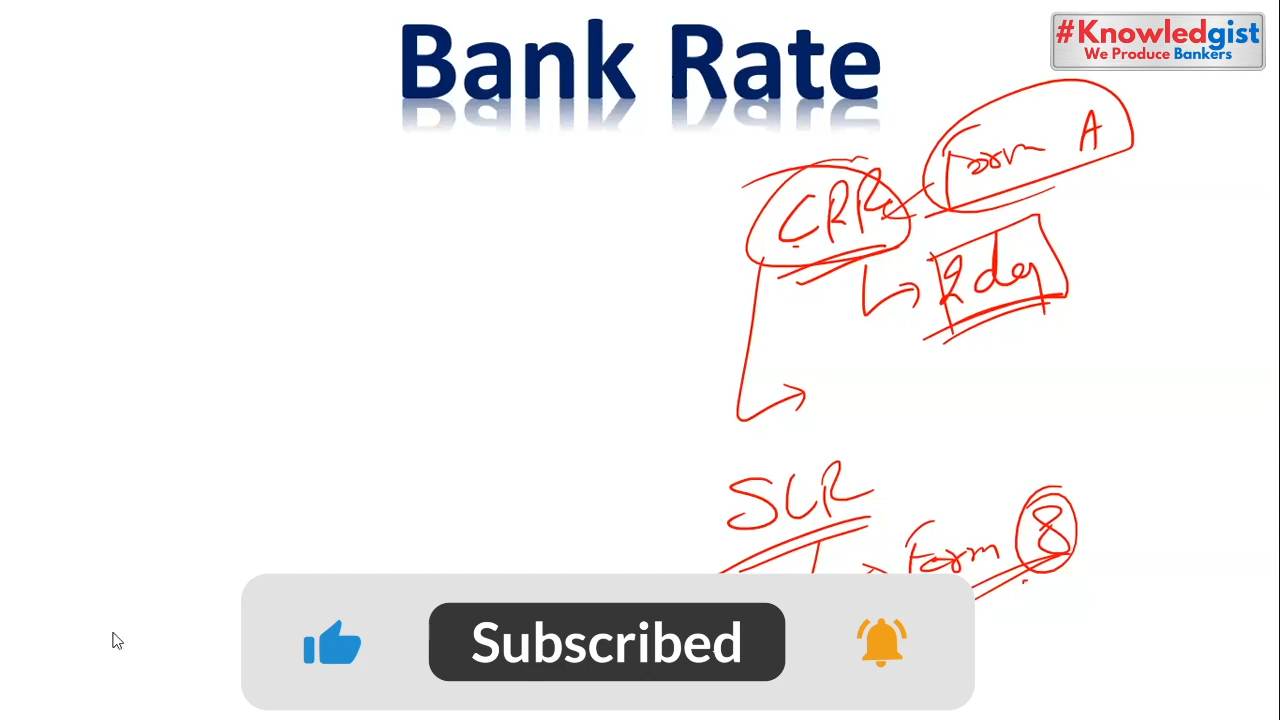 Bank Rate
#Knowledgist
We Produce Bankers
Form A
CRR
2 day
SLR
Form 8
Subscribed